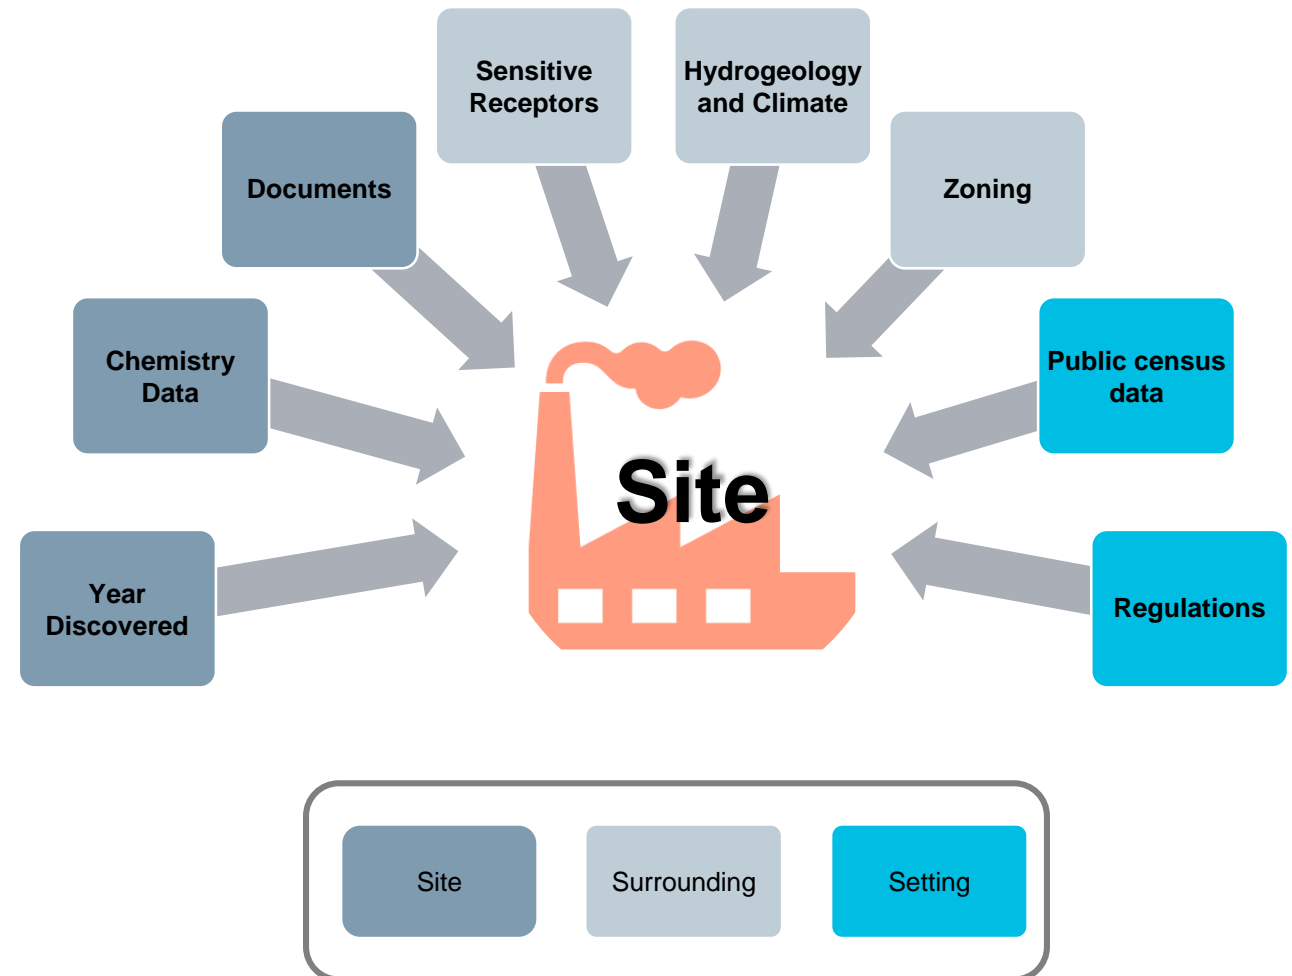 Sensitive
Receptors
Hydrogeology
and Climate
Documents
Zoning
Chemistry
Data
Public census
data
Site
Year
Discovered
Regulations
Site
Surrounding
Setting